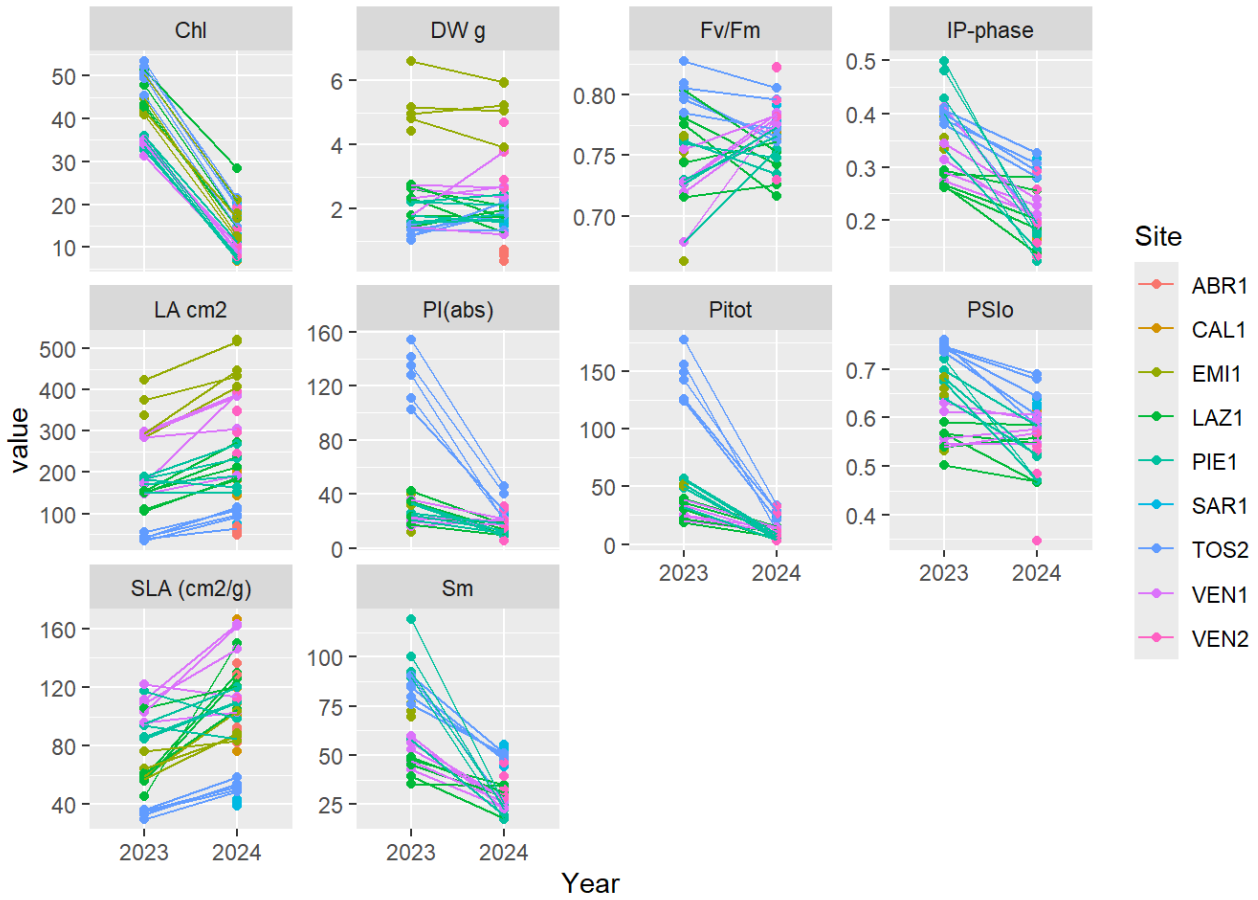 Chl
DW g
Fv/Fm
IP-phase
50
40
30
20
10
6
4
2
0.80
0.75
0.70
0.5
0.4
0.3
0.2
LA cm2
PI(abs)
Pitot
PSIo
500
400
300
200
100
160
120
80
40
0
150
100
50
0
0.7
0.6
0.5
0.4
2023 2024
2023 2024
SLA (cm2/g)
Sm
160
120
80
40
100
75
50
25
2023 2024
2023 2024
value
Year
Site
ABR1
CAL1
EMI1
LAZ1
PIE1
SAR1
TOS2
VEN1
VEN2